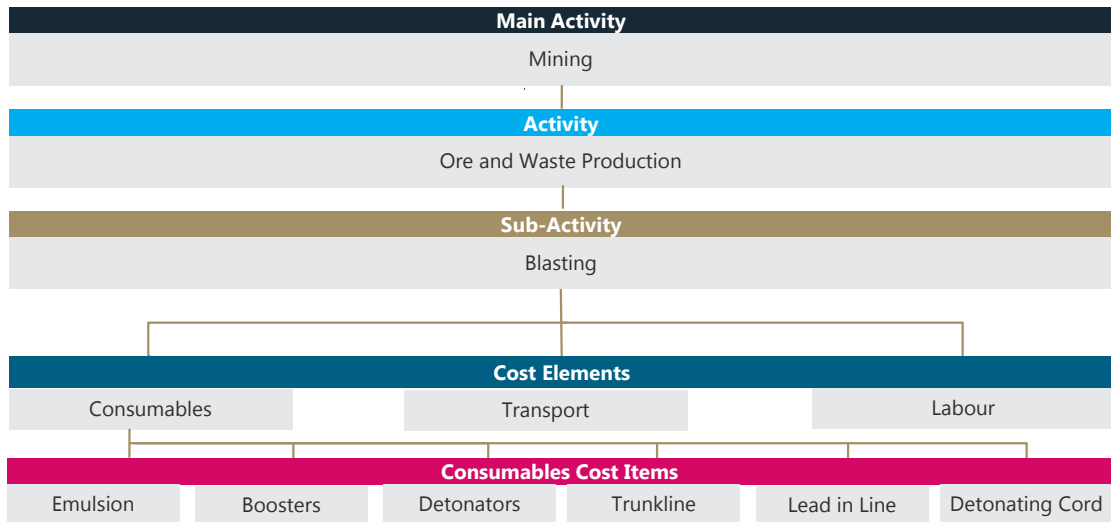 Main Activity
Mining
Activity
Ore and Waste Production
Sub-Activity
Blasting
Cost Elements
Consumables
Transport
Labour
Consumables Cost Items
Emulsion
Boosters
Detonators
Trunkline
Lead in Line
Detonating Cord